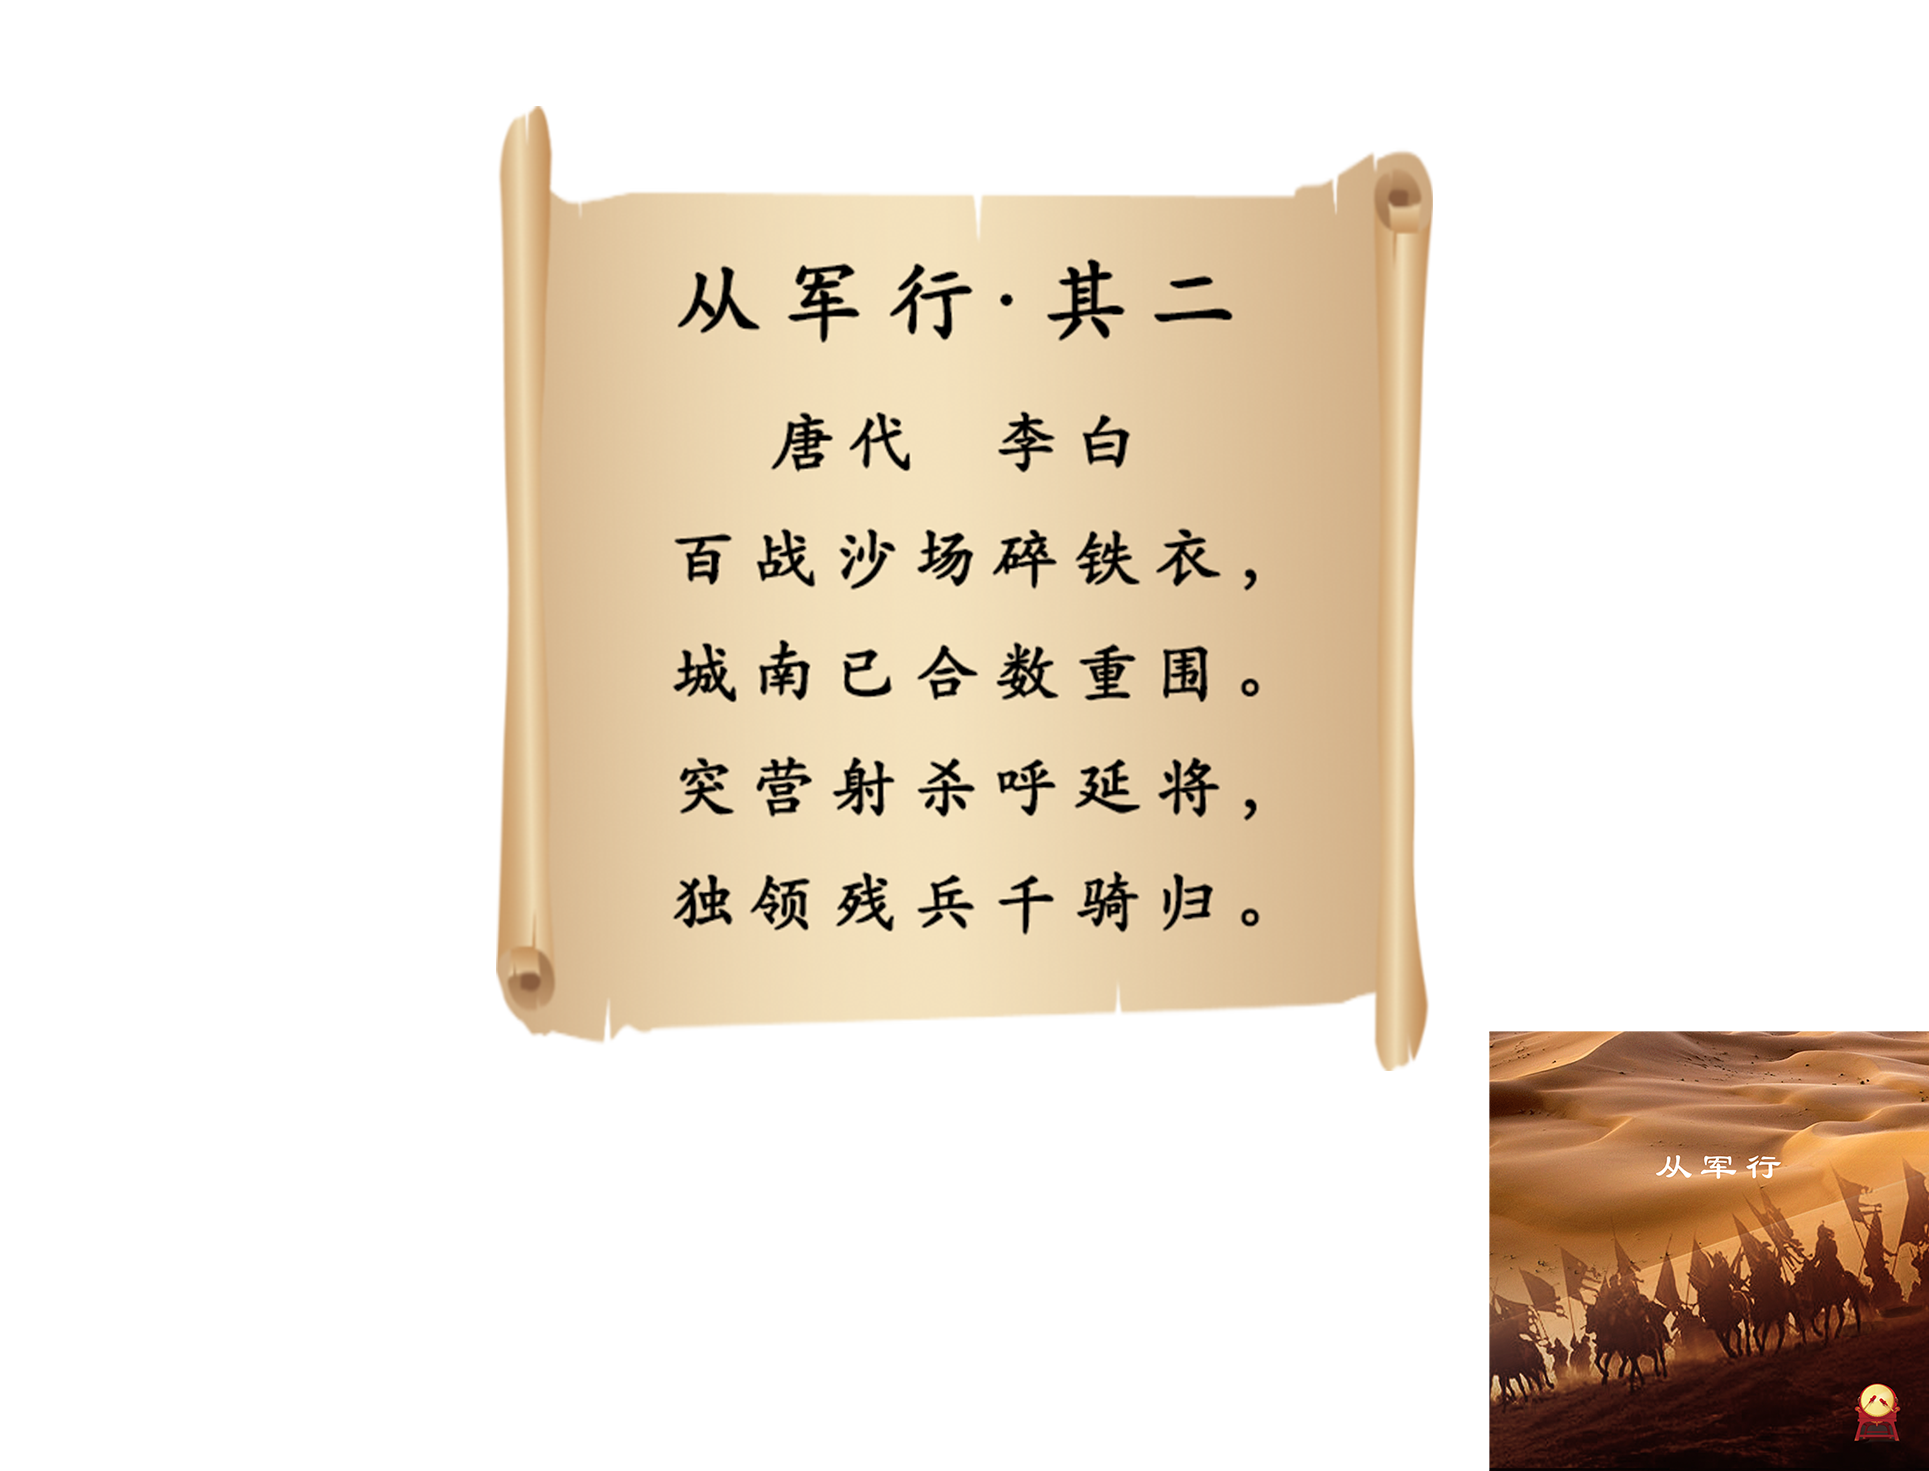 从军行·其二
唐代 李白
百战沙场碎铁衣，
城南已合数重围。
突营射杀呼延将，
独领残兵千骑归。
从军行